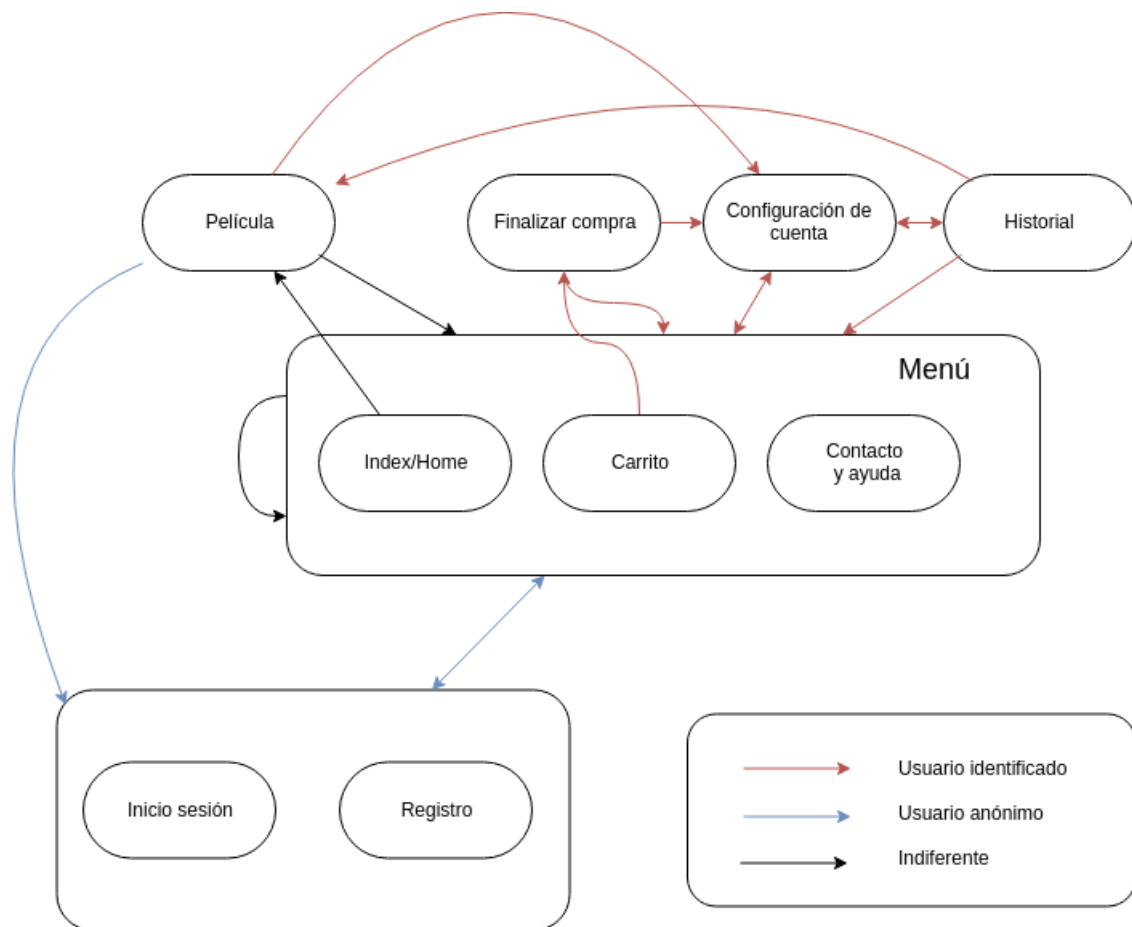 Película
Finalizar compra
Configuración de
cuenta
Historial
Menú
Index/Home
Carrito
Contacto
y ayuda
Inicio sesión
Registro
Usuario identificado
Usuario anónimo
Indiferente